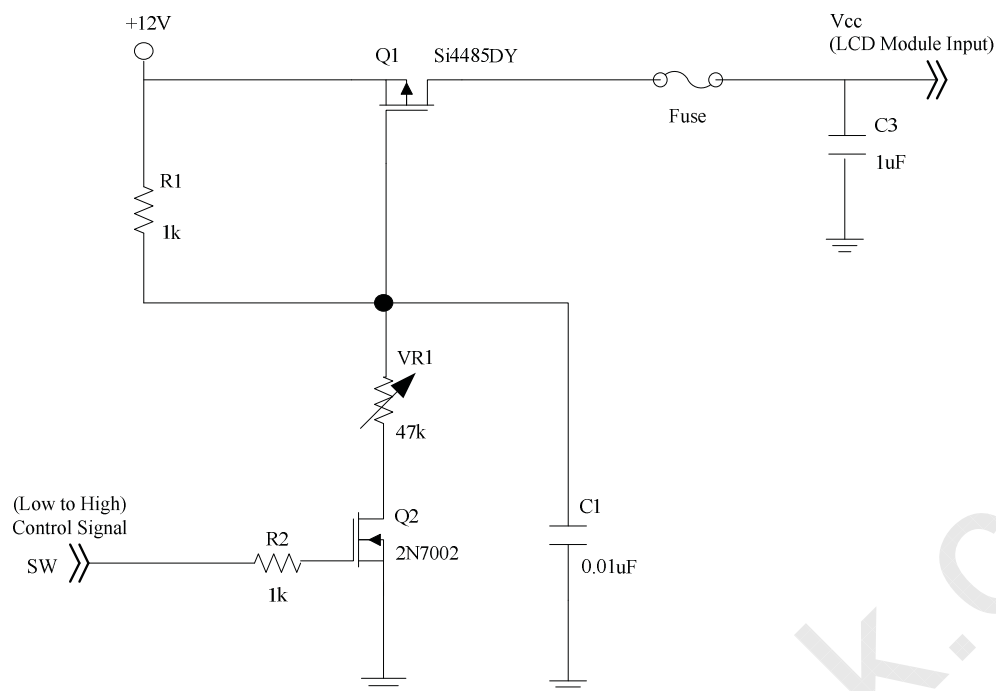 +12V
Q1
Si4485DY
Vcc
(LCD Module Input)
Fuse
C3
1uF
R1
1k
VR1
47k
(Low to High)
Control Signal
SW
R2
1k
Q2
2N7002
C1
0.01uF
k.c